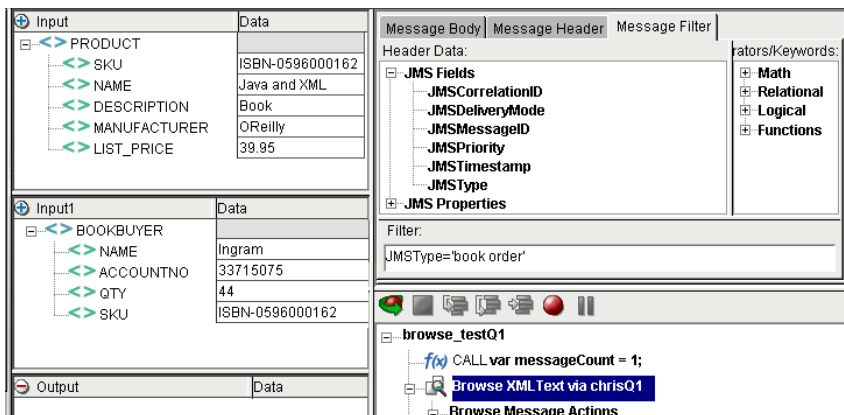 Input Data
PRODUCT
SKU ISBN-0596000162
NAME Java and XML
DESCRIPTION Book
MANUFACTURER OReilly
LIST_PRICE 39.95
Input1 Data
BOOKBUYER
NAME Ingram
ACCOUNTNO 33715075
QTY 44
SKU ISBN-0596000162
Output Data
Message Body Message Header Message Filter
Header Data: rators/Keywords:
JMS Fields
JMSCorrelationID
JMSDeliveryMode
JMSMessageID
JMSPriority
JMSTimestamp
JMSType
JMS Properties
Math
Relational
Logical
Functions
Filter:
JMSType='book order'
browse_testQ1
f(x) CALL var messageCount = 1;
Browse XMLText via chrisQ1
Browse Message Actions